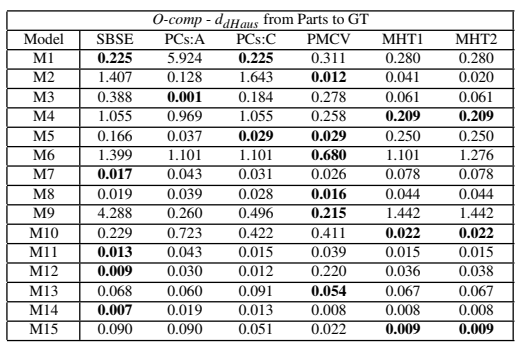 O-comp - d_dHaus from Parts to GT
Model SBSE PCs:A PCs:C PMCV MHT1 MHT2
M1 0.225 5.924 0.225 0.311 0.280 0.280
M2 1.407 0.128 1.643 0.012 0.041 0.020
M3 0.388 0.001 0.184 0.278 0.061 0.061
M4 1.055 0.969 1.055 0.258 0.209 0.209
M5 0.166 0.037 0.029 0.029 0.250 0.250
M6 1.399 1.101 1.101 0.680 1.101 1.276
M7 0.017 0.043 0.031 0.026 0.078 0.078
M8 0.019 0.039 0.028 0.016 0.044 0.044
M9 4.288 0.260 0.496 0.215 1.442 1.442
M10 0.229 0.723 0.422 0.411 0.022 0.022
M11 0.013 0.043 0.015 0.039 0.015 0.015
M12 0.009 0.030 0.012 0.220 0.036 0.038
M13 0.068 0.060 0.091 0.054 0.067 0.067
M14 0.007 0.019 0.013 0.008 0.008 0.008
M15 0.090 0.090 0.051 0.022 0.009 0.009